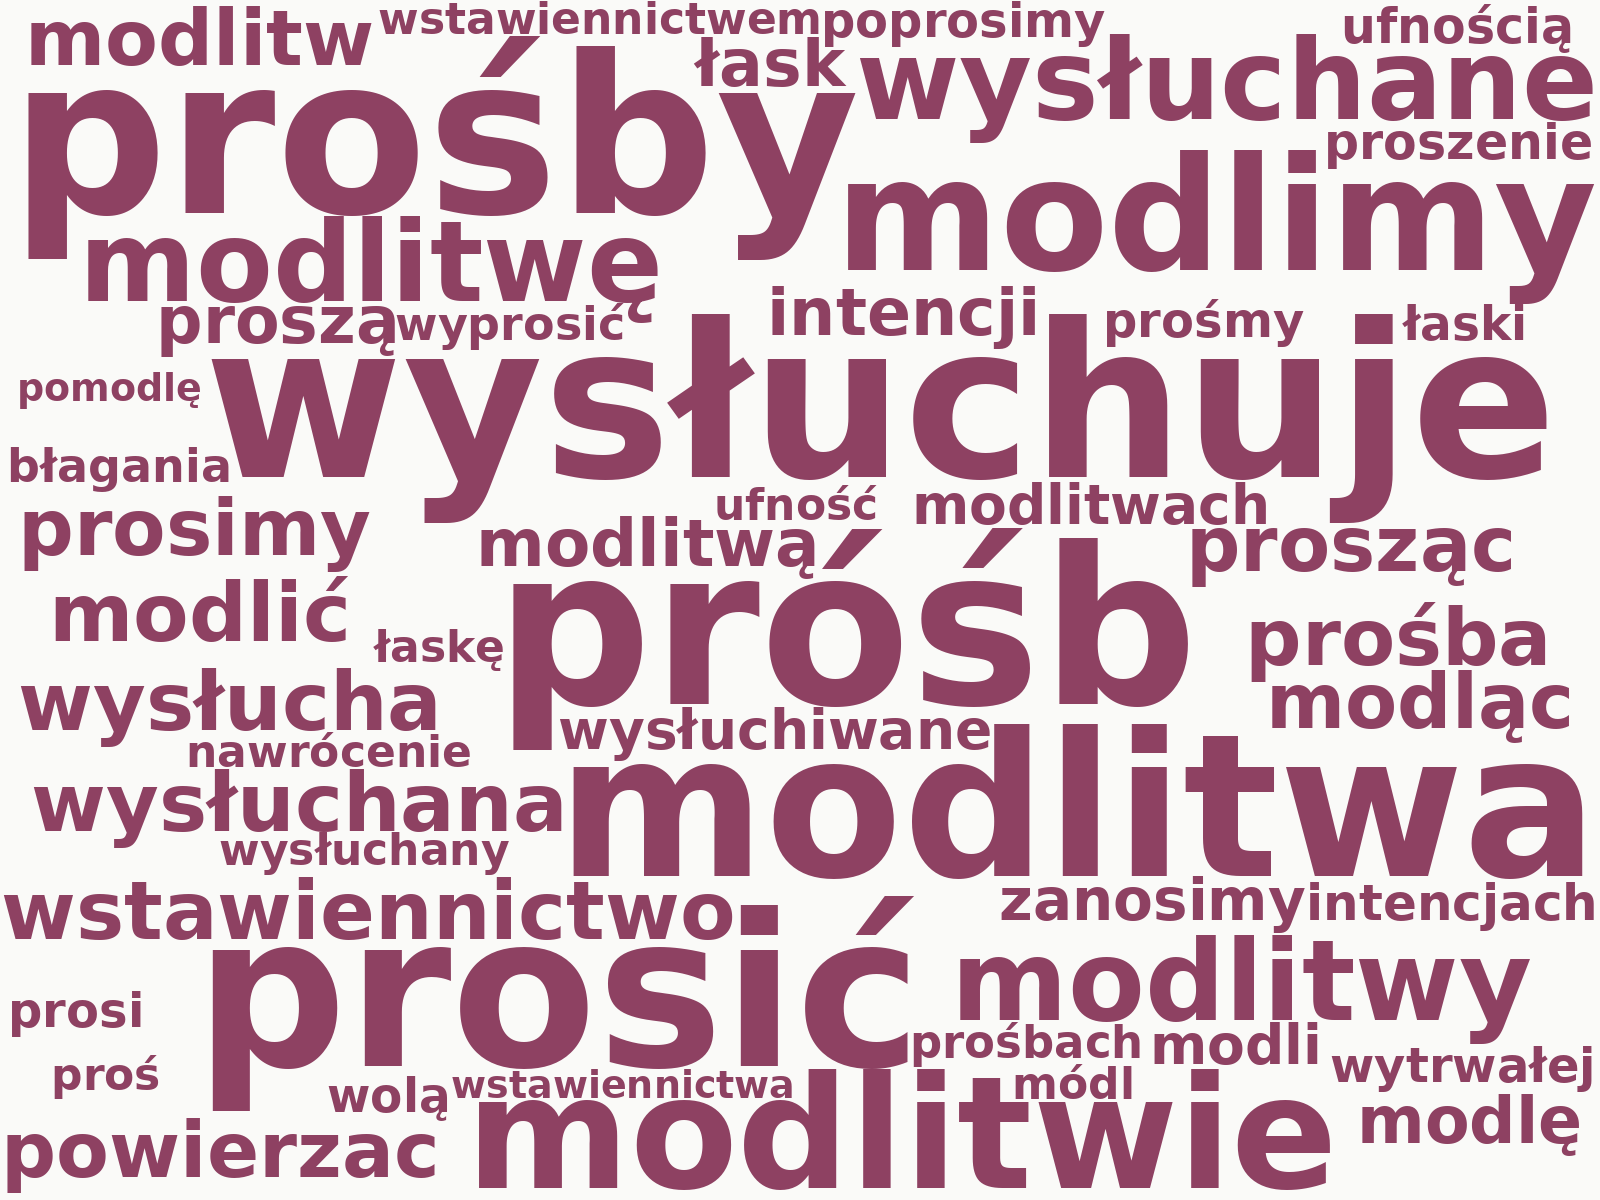 modlitw
wstawiennictwem
poprosimy
ufnością
łask
wysłuchane
prośby
proszenie
modlimy
modlitwę
proszą
wyprosić
intencji
prośmy
łaski
pomodlę
wysłuchuje
błagania
ufność
modlitwach
prosimy
modlitwą
prosząc
próśb
modlić
łaskę
prośba
wysłucha
modląc
wysłuchiwane
nawrócenie
modlitwa
wysłuchana
wysłuchany
wstawiennictwo
zanosimy
intencjach
prosić
modlitwy
prosi
prośbach
modli
proś
wytrwałej
wolą
wstawiennictwa
módl
modlitwie
modlę
powierzac